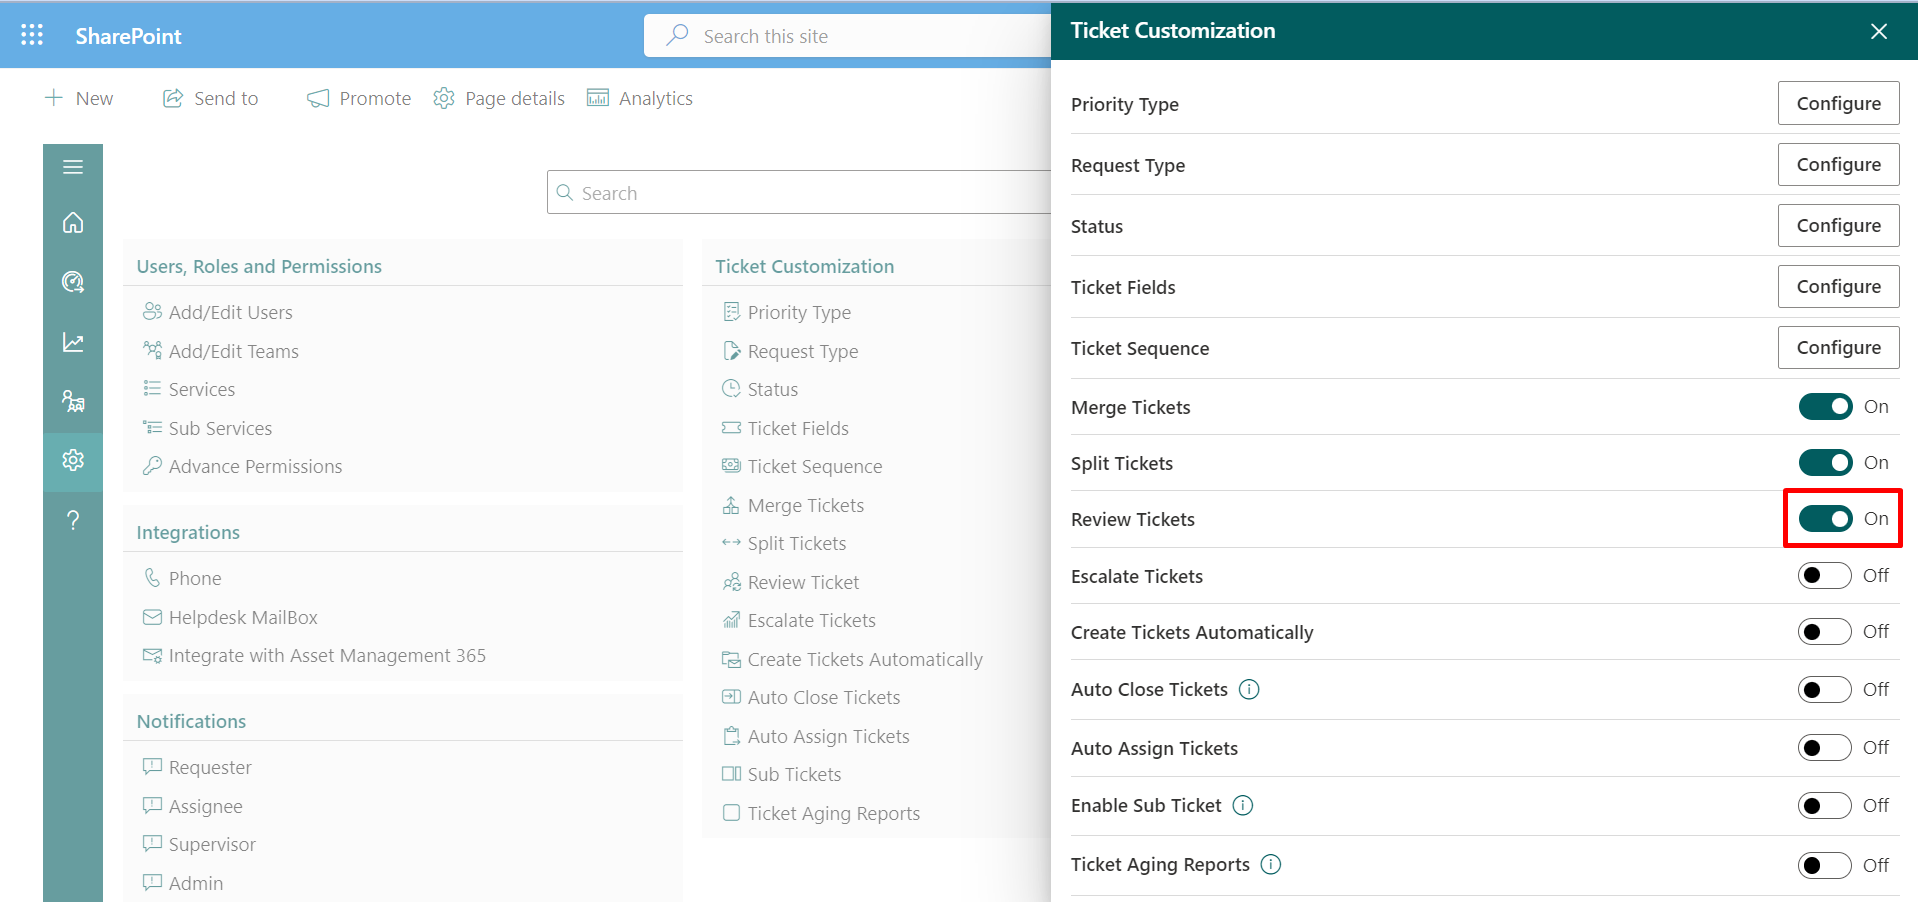 SharePoint
Search this site
New
Send to
Promote
Page details
Analytics
Search
Users, Roles and Permissions
Add/Edit Users
Add/Edit Teams
Services
Sub Services
Advance Permissions
Integrations
Phone
Helpdesk MailBox
Integrate with Asset Management 365
Notifications
Requester
Assignee
Supervisor
Admin
Ticket Customization
Priority Type
Request Type
Status
Ticket Fields
Ticket Sequence
Merge Tickets
Split Tickets
Review Ticket
Escalate Tickets
Create Tickets Automatically
Auto Close Tickets
Auto Assign Tickets
Sub Tickets
Ticket Aging Reports
Ticket Customization
Priority Type Configure
Request Type Configure
Status Configure
Ticket Fields Configure
Ticket Sequence Configure
Merge Tickets On
Split Tickets On
Review Tickets On
Escalate Tickets Off
Create Tickets Automatically Off
Auto Close Tickets Off
Auto Assign Tickets Off
Enable Sub Ticket Off
Ticket Aging Reports Off